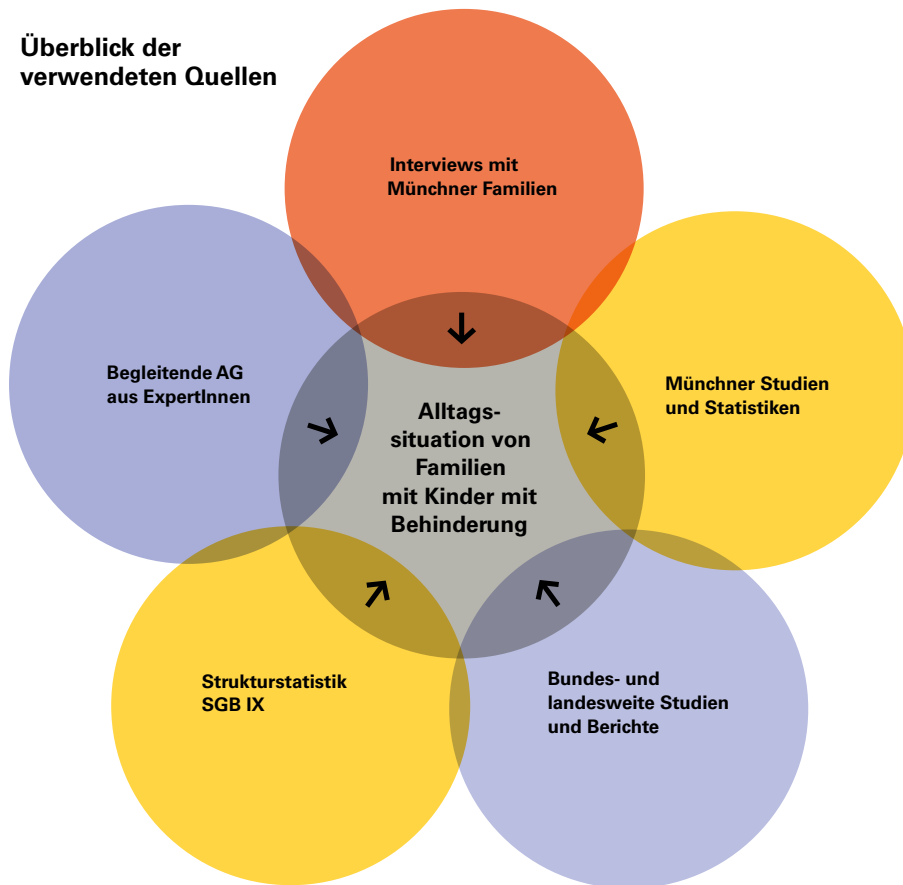 Überblick der
verwendeten Quellen
Interviews mit
Münchner Familien
Begleitende AG
aus ExpertInnen
Münchner Studien
und Statistiken
Alltags-
situation von
Familien
mit Kinder mit
Behinderung
Strukturstatistik
SGB IX
Bundes- und
landesweite Studien
und Berichte